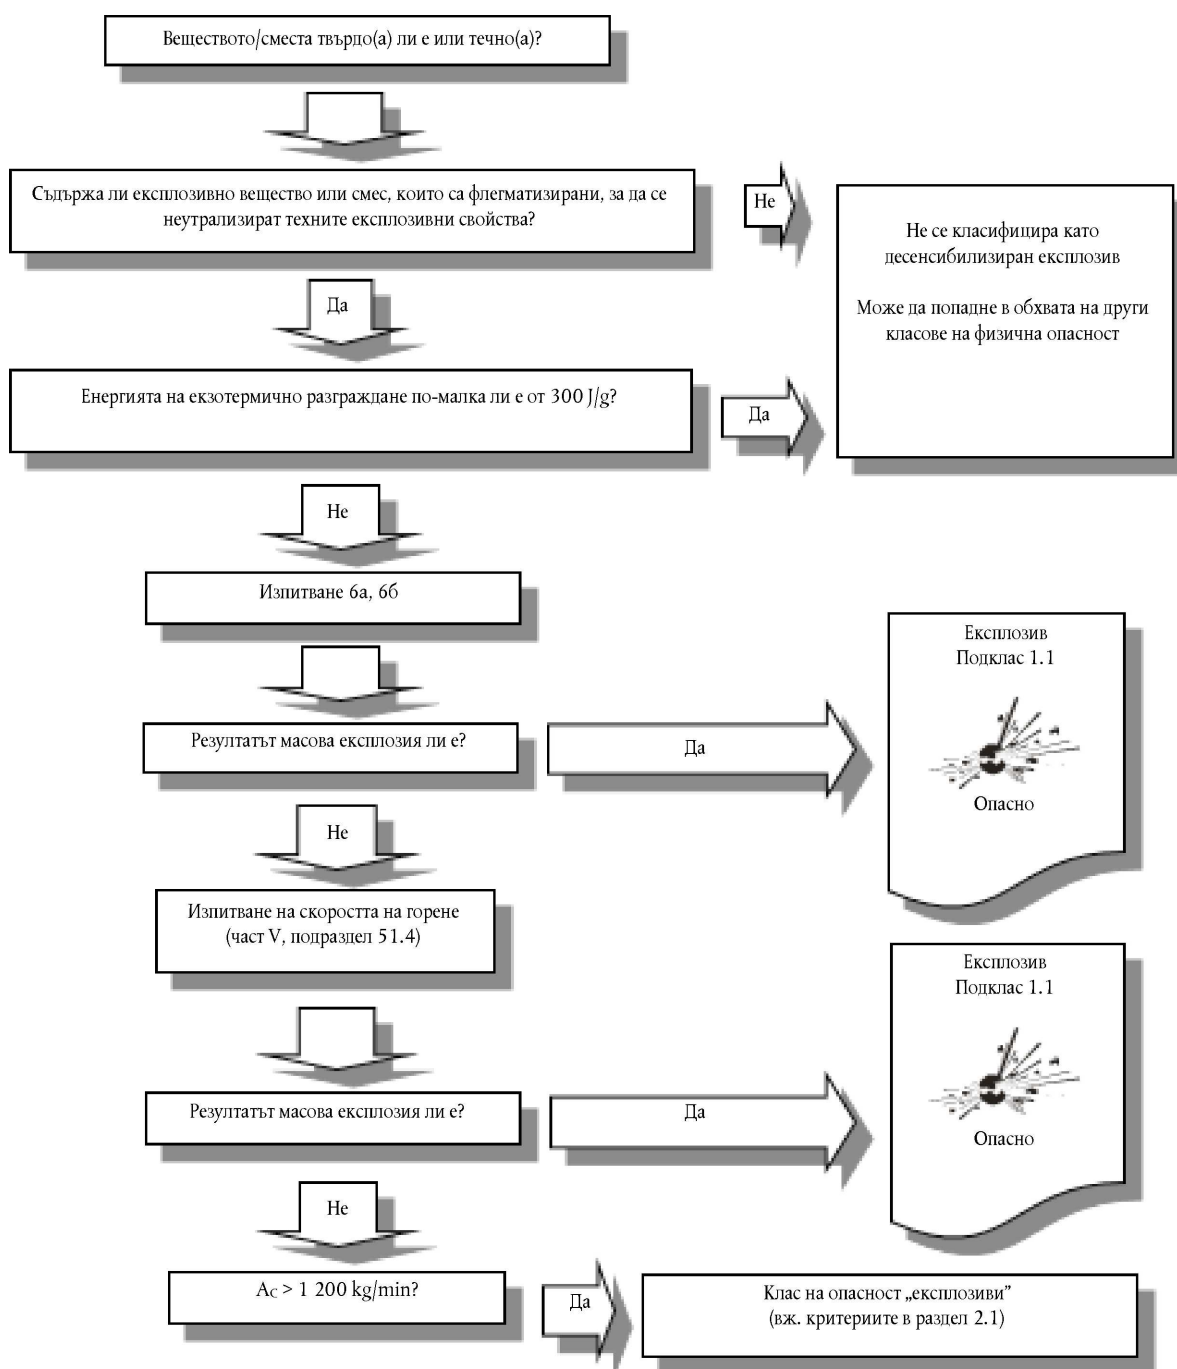 Веществото/сместа твърдо(а) ли е или течно(а)?
Съдържа ли експлозивно вещество или смес, които са флегматизирани, за да се
неутрализират техните експлозивни свойства?
Не
Не се класифицира като
десенсибилизиран експлозив
Може да попадне в обхвата на други
класове на физична опасност
Да
Енергията на екзотермично разграждане по-малка ли е от 300 J/g?
Да
Не
Изпитване 6а, 6б
Експлозив
Подклас 1.1
Опасно
Резултатът масова експлозия ли е?
Да
Не
Изпитване на скоростта на горене
(част V, подраздел 51.4)
Експлозив
Подклас 1.1
Опасно
Резултатът масова експлозия ли е?
Да
Не
Aс > 1 200 kg/min?
Да
Клас на опасност „експлозиви”
(вж. критериите в раздел 2.1)